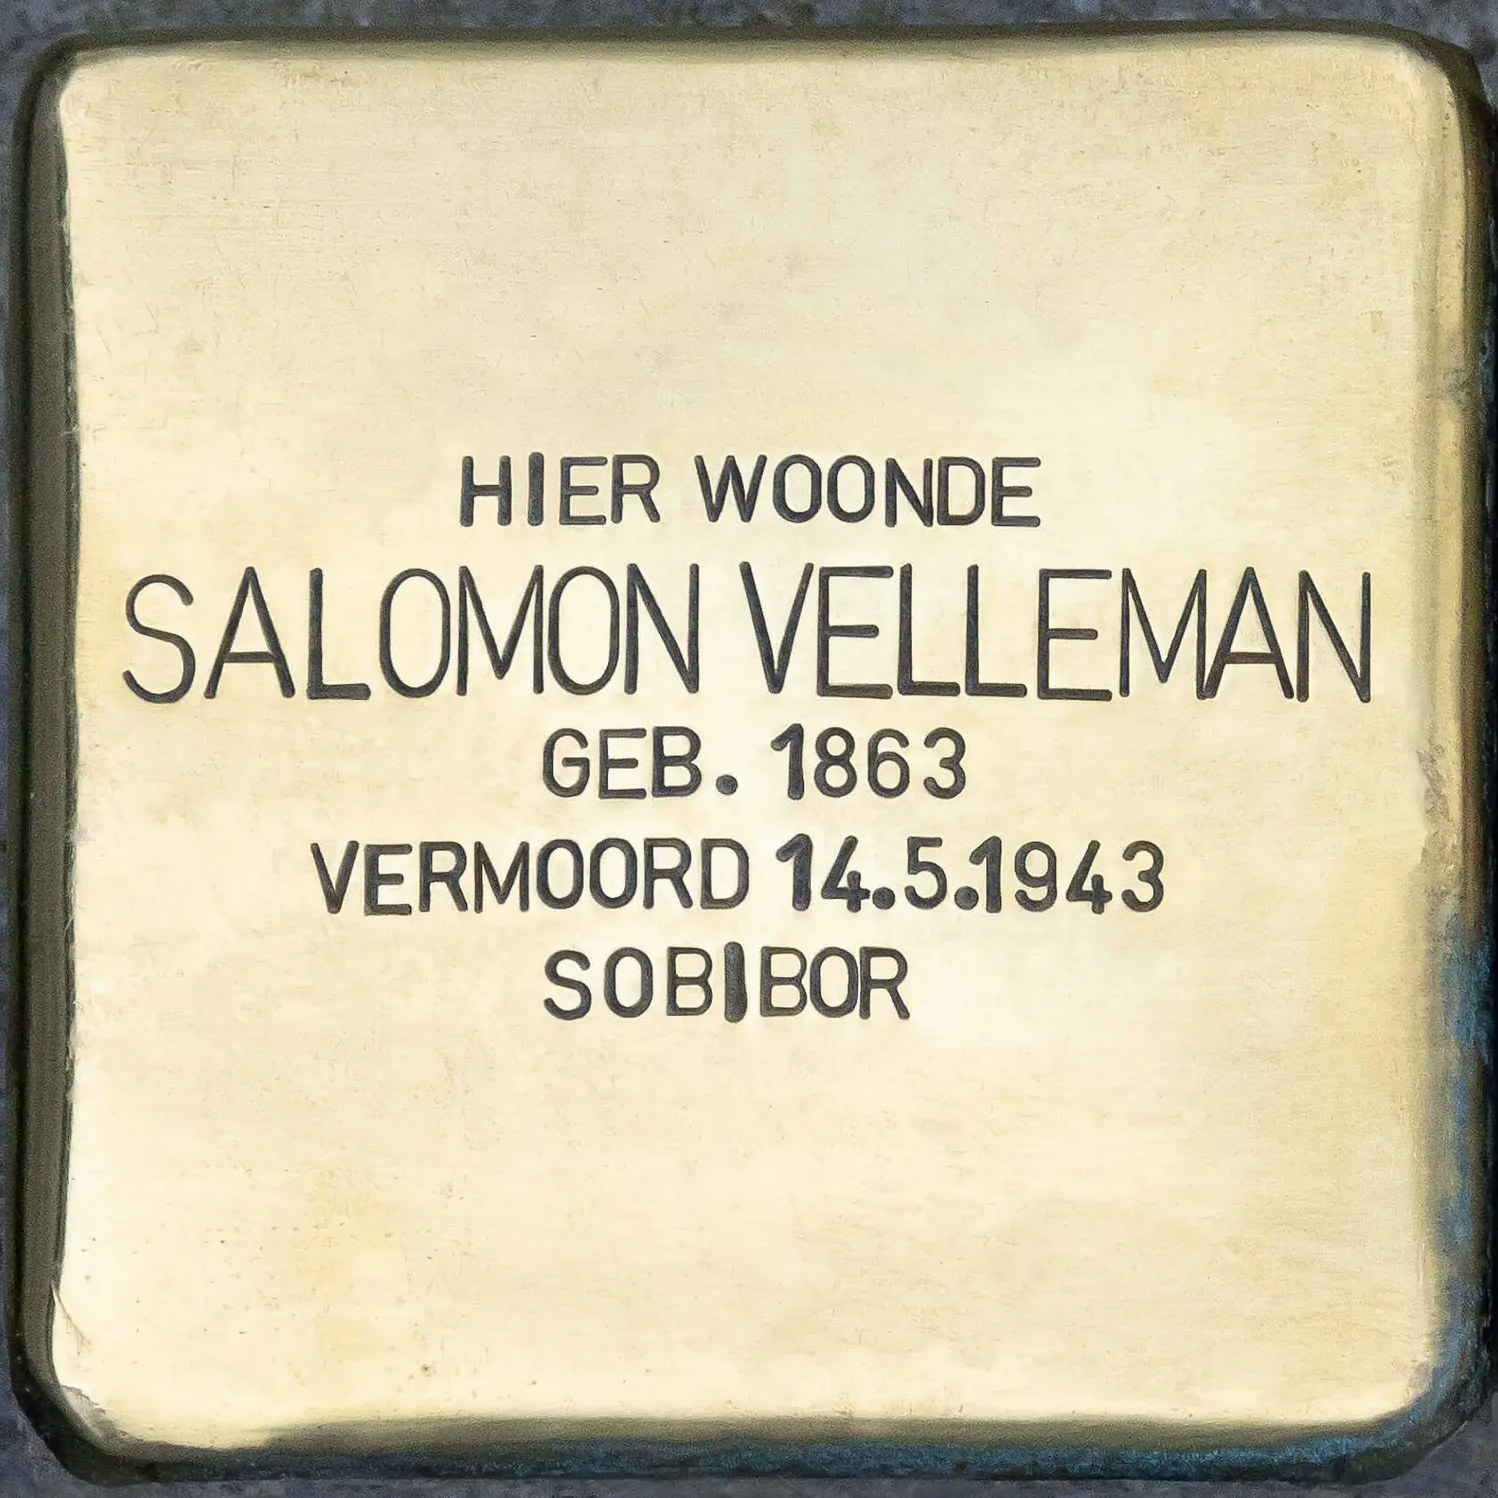 HIER WOONDE
SALOMON VELLEMAN
GEB. 1863
VERMOORD 14.5.1943
SOBIBOR